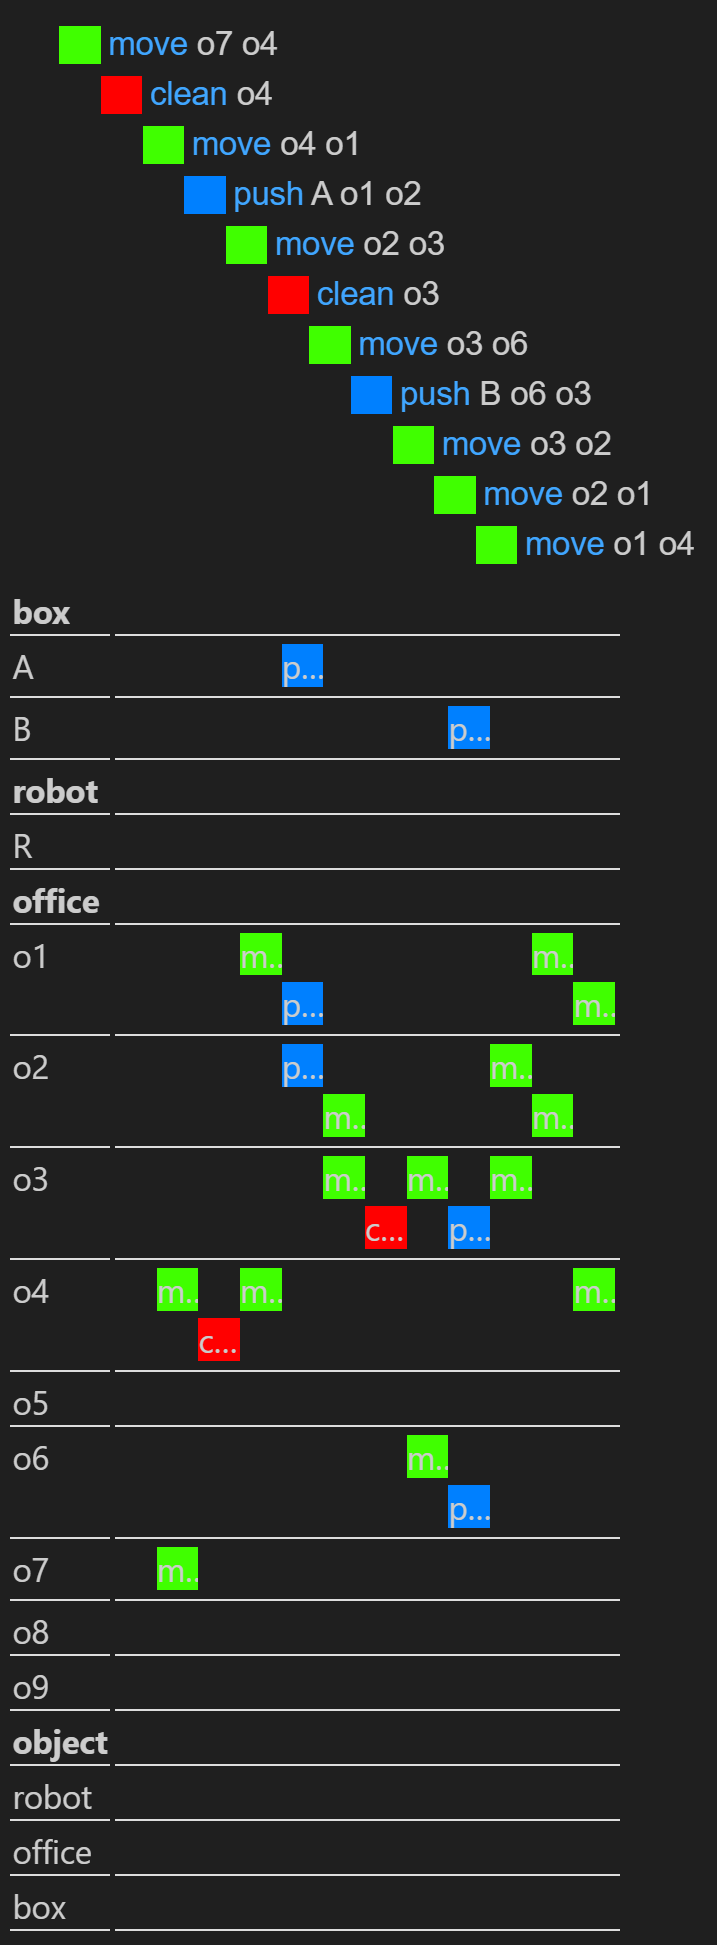 move o7 o4
clean o4
move o4 o1
push A o1 o2
move o2 o3
clean o3
move o3 o6
push B o6 o3
move o3 o2
move o2 o1
move o1 o4
box
A p...
B p...
robot
R
office
o1 m.. m..
p... m..
o2 p... m..
m.. m..
o3 m.. m.. m..
c... p...
o4 m.. m.. m..
c...
o5
o6 m..
p...
o7 m..
o8
o9
object
robot
office
box